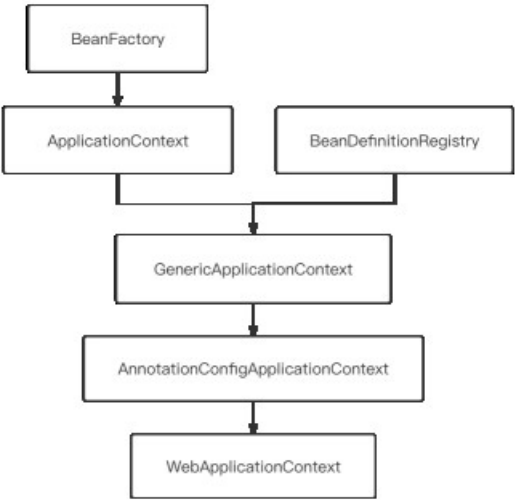 BeanFactory
ApplicationContext
BeanDefinitionRegistry
GenericApplicationContext
AnnotationConfigApplicationContext
WebApplicationContext